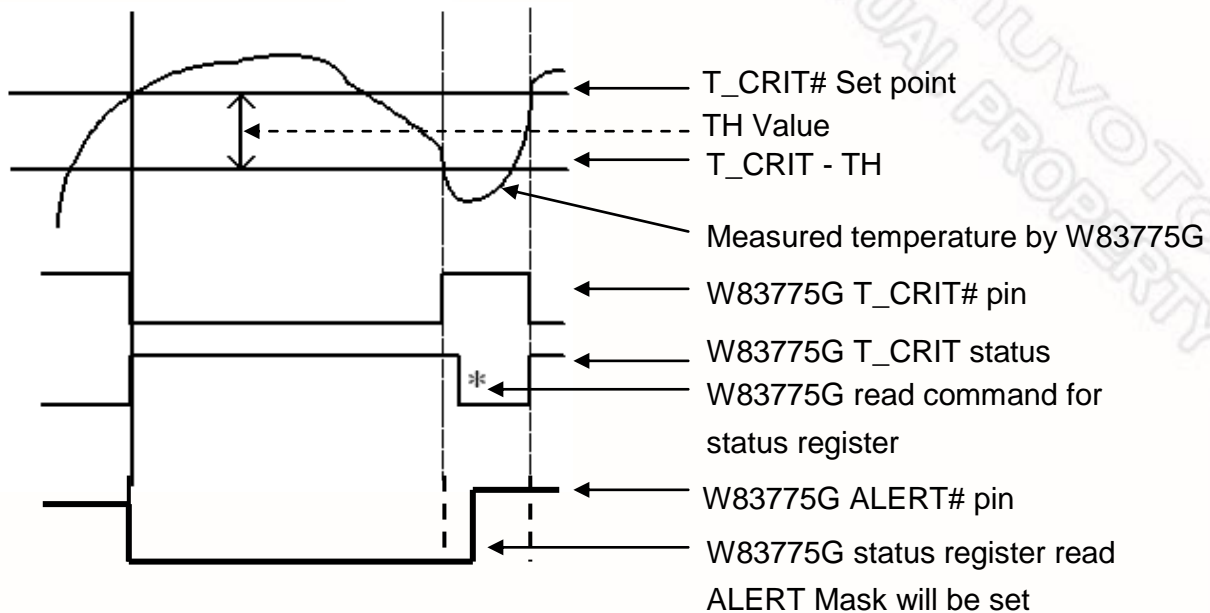 T_CRIT# Set point
TH Value
T_CRIT - TH
Measured temperature by W83775G
W83775G T_CRIT# pin
W83775G T_CRIT status
*
W83775G read command for
status register
W83775G ALERT# pin
W83775G status register read
ALERT Mask will be set